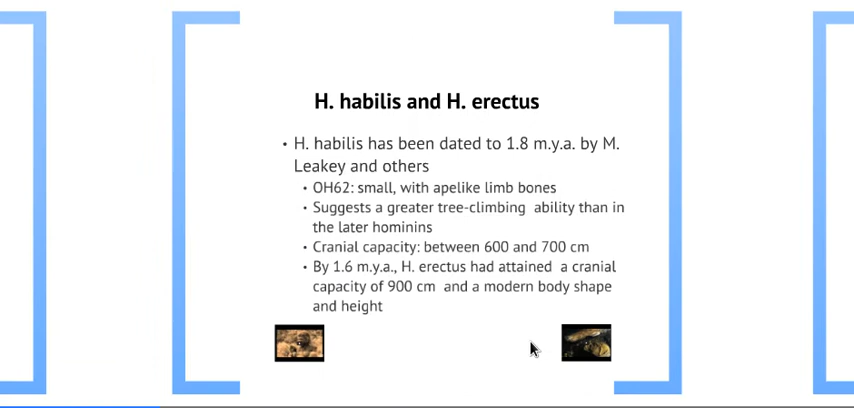 H. habilis and H. erectus
• H. habilis has been dated to 1.8 m.y.a. by M.
Leakey and others
• OH62: small, with apelike limb bones
• Suggests a greater tree-climbing ability than in
the later hominins
• Cranial capacity: between 600 and 700 cm
• By 1.6 m.y.a., H. erectus had attained a cranial
capacity of 900 cm and a modern body shape
and height